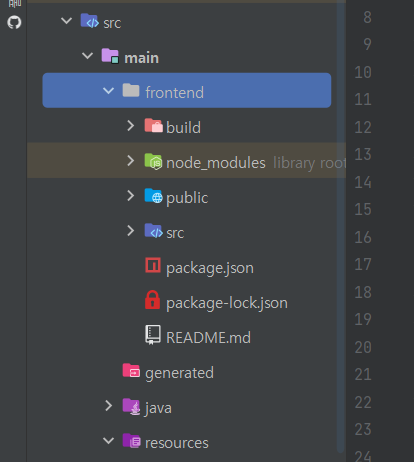 src
8
main
9
10
frontend
11
build
12
node_modules library root
13
14
public
15
src
16
package.json
17
package-lock.json
18
19
README.md
20
generated
21
java
22
23
resources
24